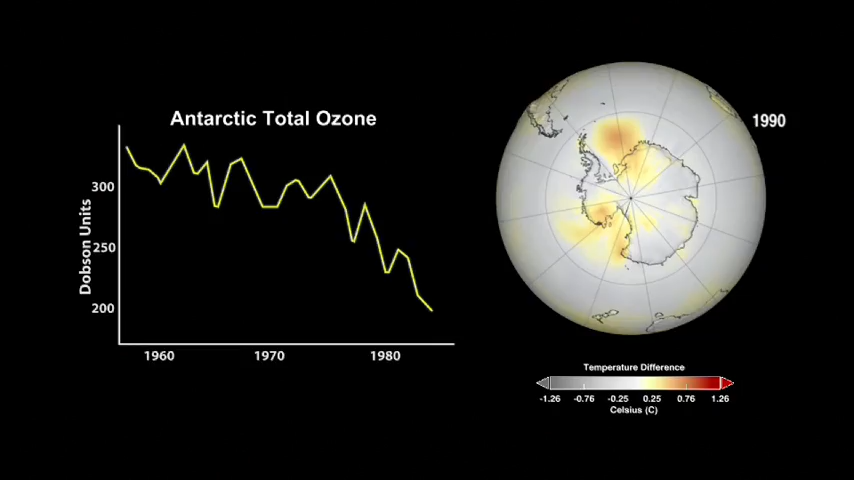 Antarctic Total Ozone
Dobson Units
300
250
200
1960 1970 1980
1990
Temperature Difference
-1.26 -0.76 -0.25 0.25 0.76 1.26
Celsius (C)